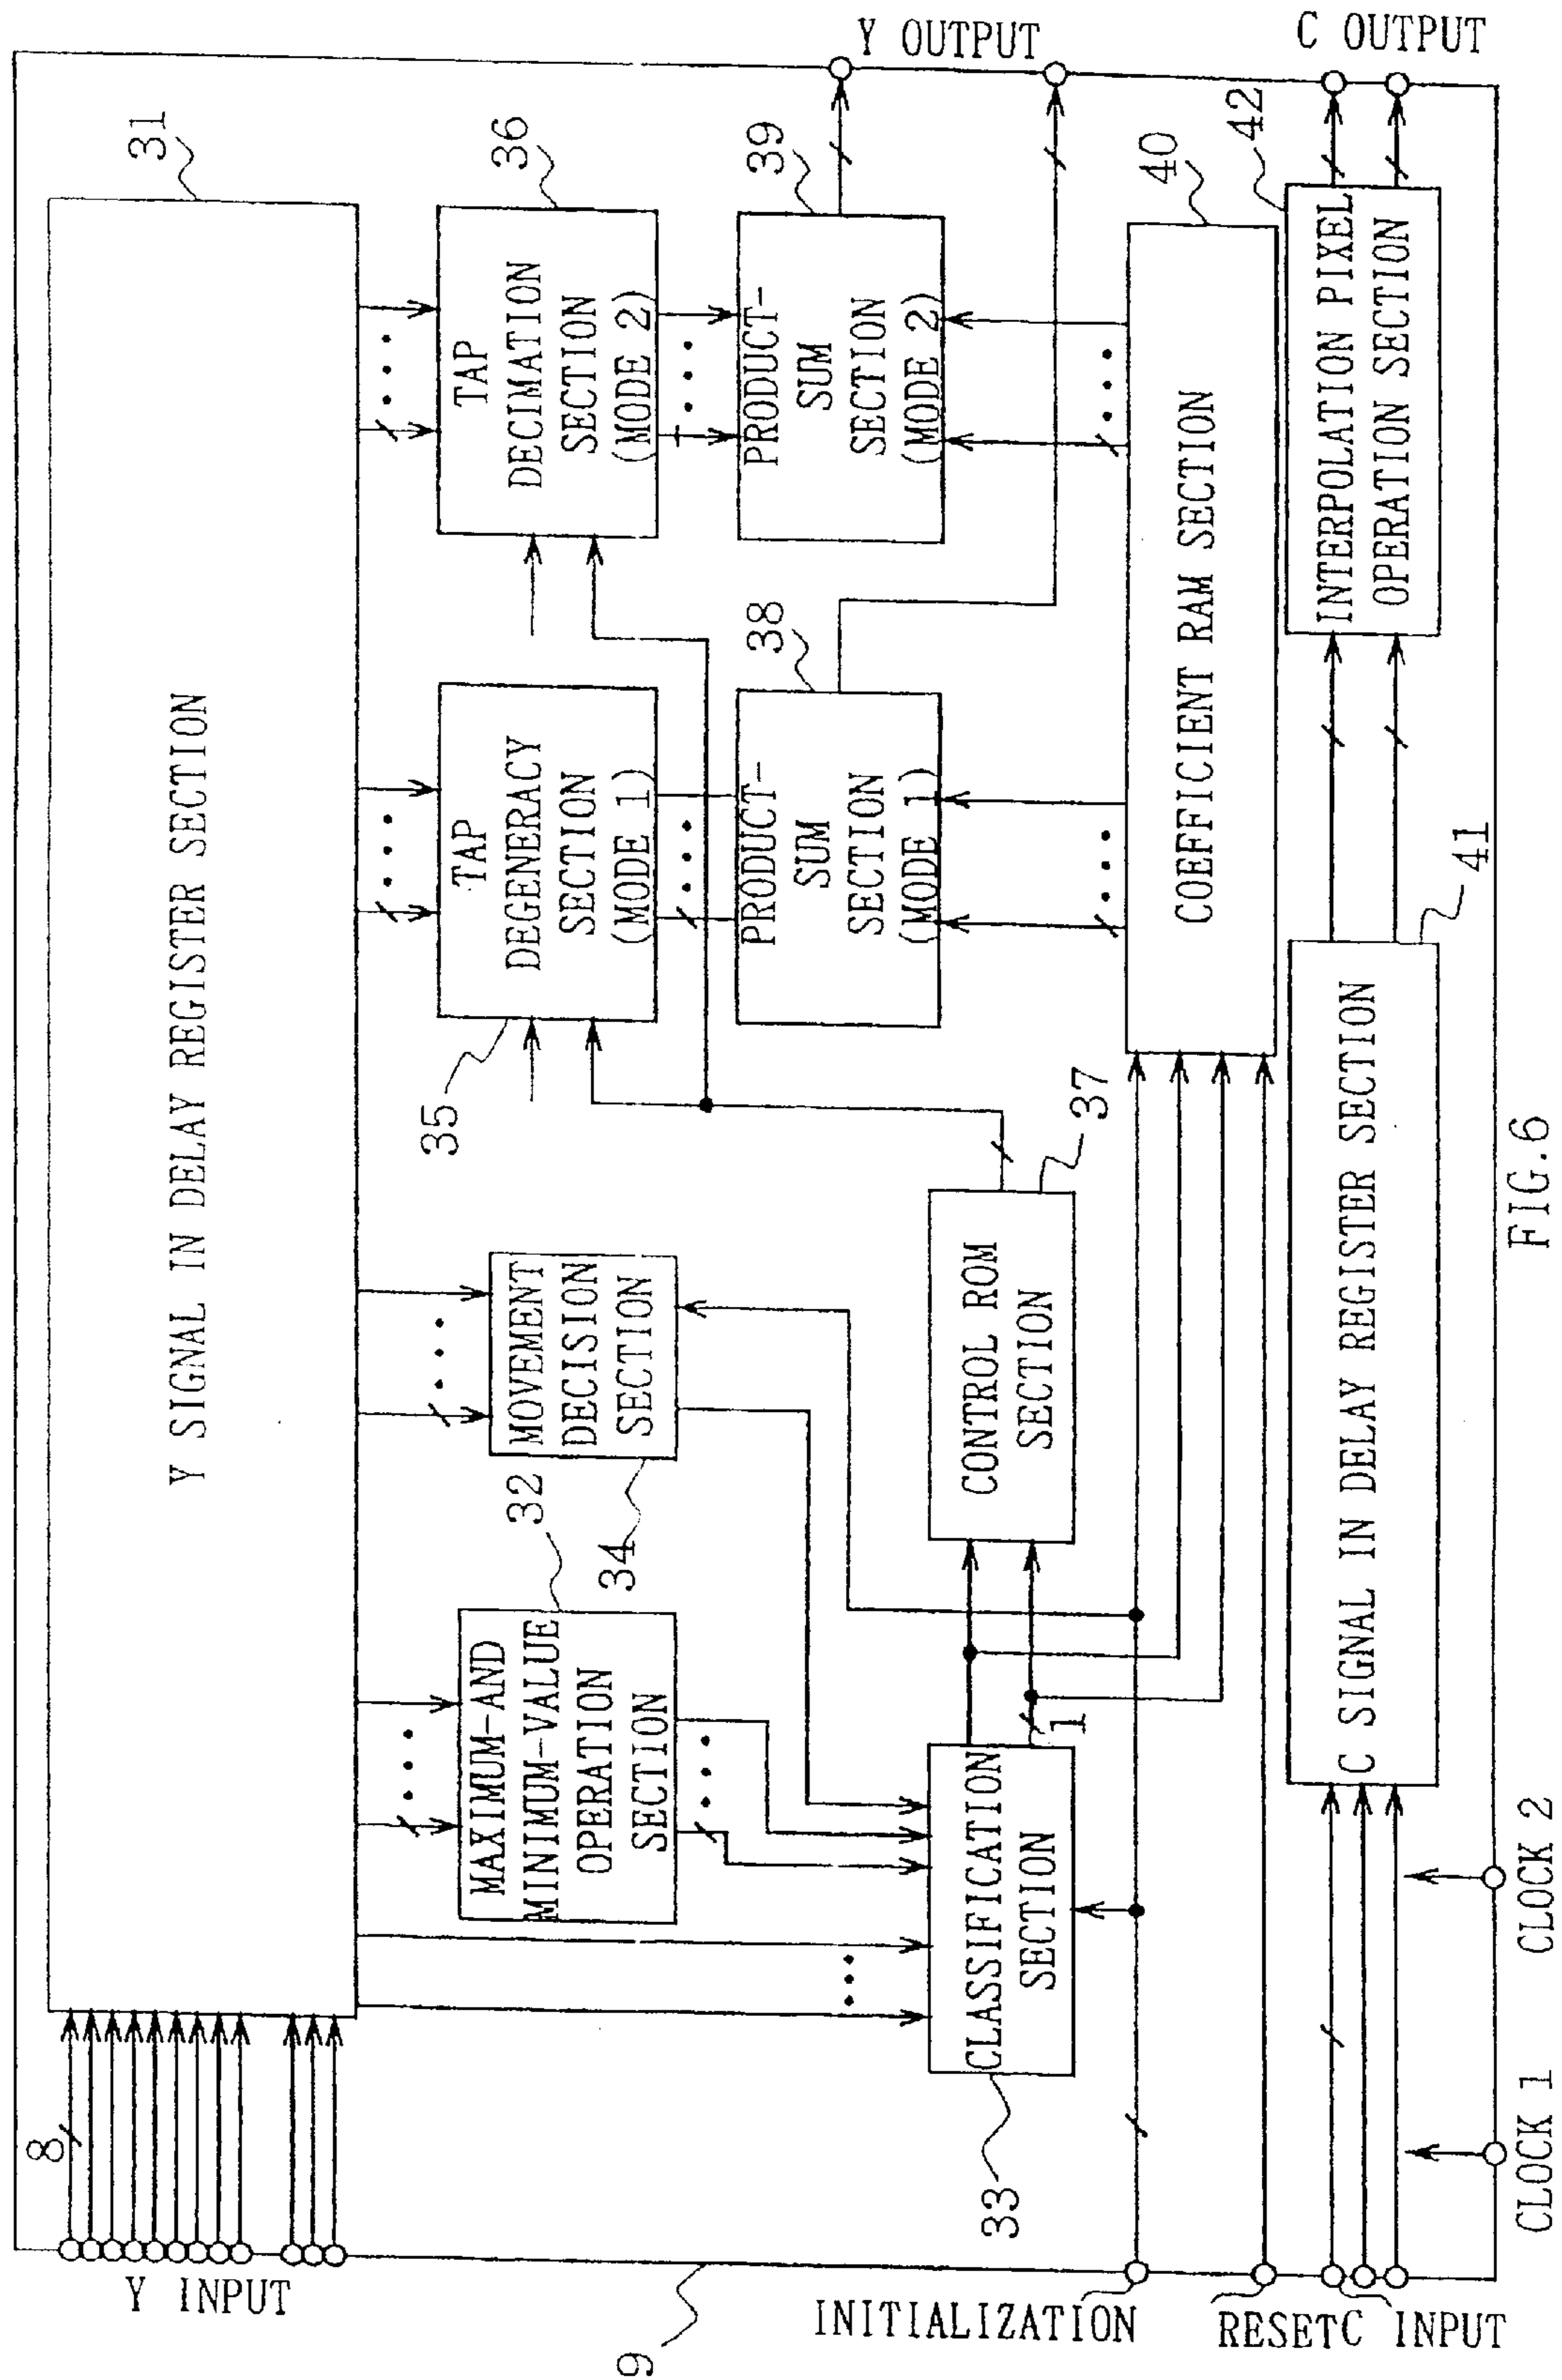 Y SIGNAL IN DELAY REGISTER SECTION
31
8
Y INPUT
MAXIMUM-AND
MINIMUM-VALUE
OPERATION
SECTION
32
MOVEMENT
DECISION
SECTION
34
TAP
DEGENERACY
SECTION
(MODE 1)
35
TAP
DECIMATION
SECTION
(MODE 2)
36
PRODUCT-
SUM
SECTION
(MODE 1)
38
PRODUCT-
SUM
SECTION
(MODE 2)
39
Y OUTPUT
CLASSIFICATION
SECTION
33
1
CONTROL ROM
SECTION
37
COEFFICIENT RAM SECTION
40
9
INITIALIZATION
RESET
C INPUT
C SIGNAL IN DELAY REGISTER SECTION
41
INTERPOLATION PIXEL
OPERATION SECTION
42
C OUTPUT
CLOCK 1
CLOCK 2
FIG.6